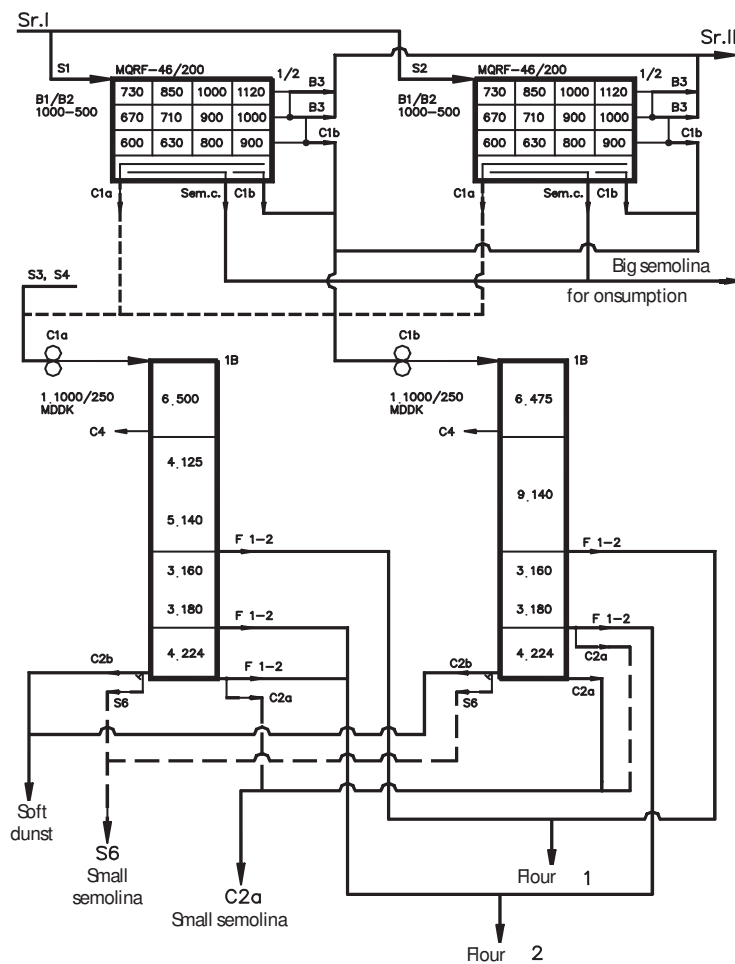 Sr.I
Sr.II
S1 MQRF-46/200 1/2 S2 MQRF-46/200 1/2
B1/B2
1000-500
730 850 1000 1120
670 710 900 1000
600 630 800 900
B3
B3
C1b
B1/B2
1000-500
730 850 1000 1120
670 710 900 1000
600 630 800 900
B3
B3
C1b
C1a Sem.c. C1b C1a Sem.c. C1b
S3, S4
Big semolina
for onsumption
C1a 1B C1b 1B
1.1000/250
MDDK
C4
6.500
4.125
5.140
F 1-2
3.160
3.180
F 1-2
4.224
C2b
F 1-2
S6
C2a
1.1000/250
MDDK
C4
6.475
9.140
F 1-2
3.160
3.180
F 1-2
C2a
4.224
C2b
C2a
S6
Soft
dunst
S6
Small
semolina
C2a
Small semolina
Flour 1
Flour 2